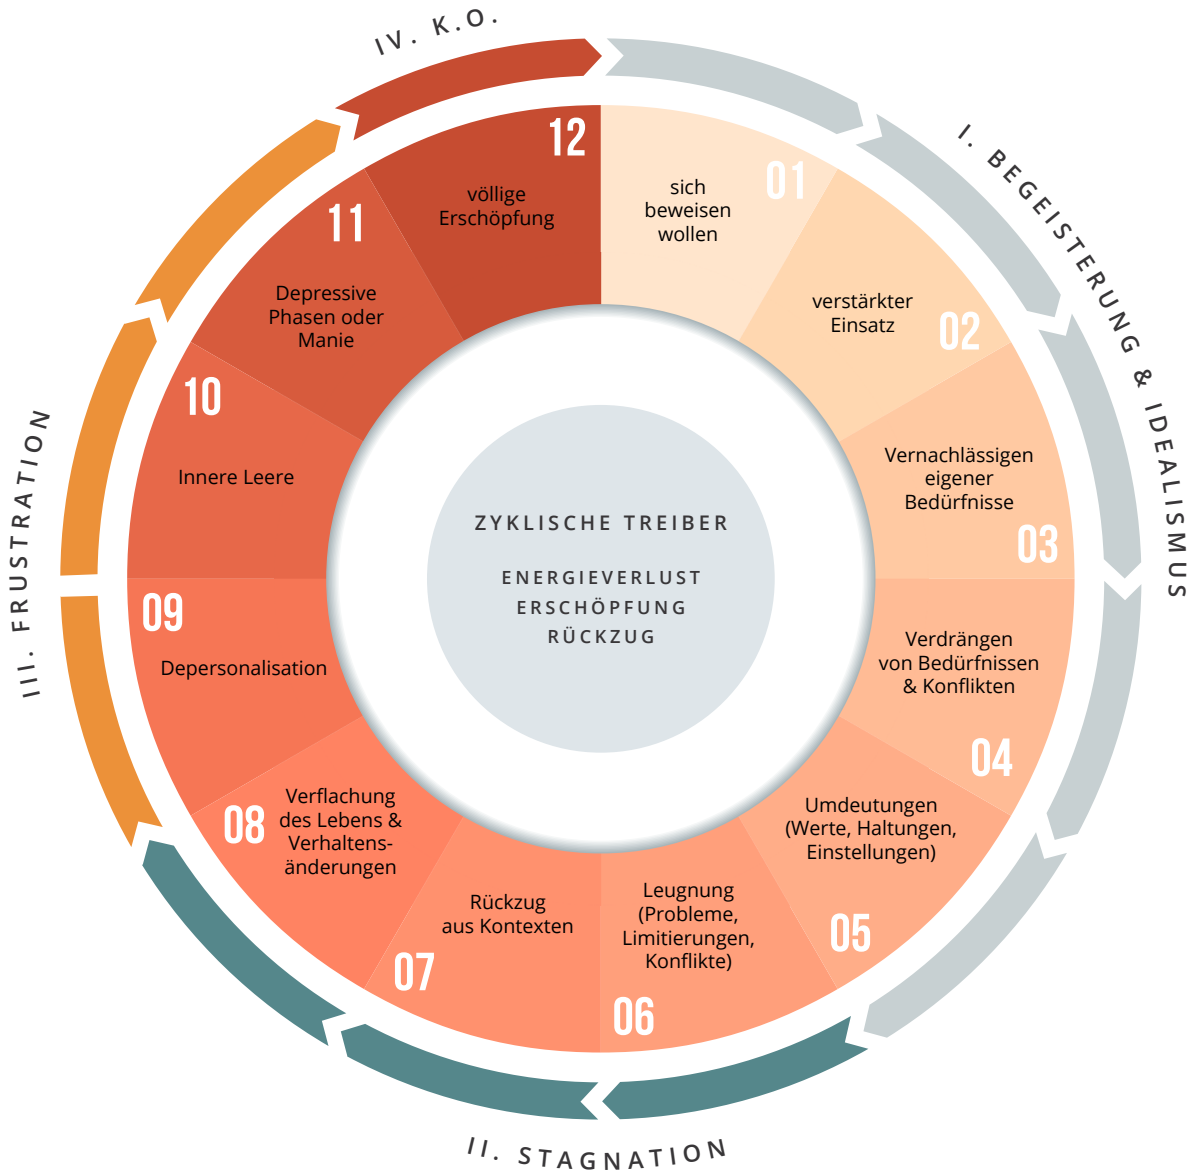 IV. K.O.
I. BEGEISTERUNG & IDEALISMUS
II. STAGNATION
III. FRUSTRATION
01
sich
beweisen
wollen
02
verstärkter
Einsatz
03
Vernachlässigen
eigener
Bedürfnisse
04
Verdrängen
von Bedürfnissen
& Konflikten
05
Umdeutungen
(Werte, Haltungen,
Einstellungen)
06
Leugnung
(Probleme,
Limitierungen,
Konflikte)
07
Rückzug
aus Kontexten
08
Verflachung
des Lebens &
Verhaltens-
änderungen
09
Depersonalisation
10
Innere Leere
11
Depressive
Phasen oder
Manie
12
völlige
Erschöpfung
ZYKLISCHE TREIBER
ENERGIEVERLUST
ERSCHÖPFUNG
RÜCKZUG